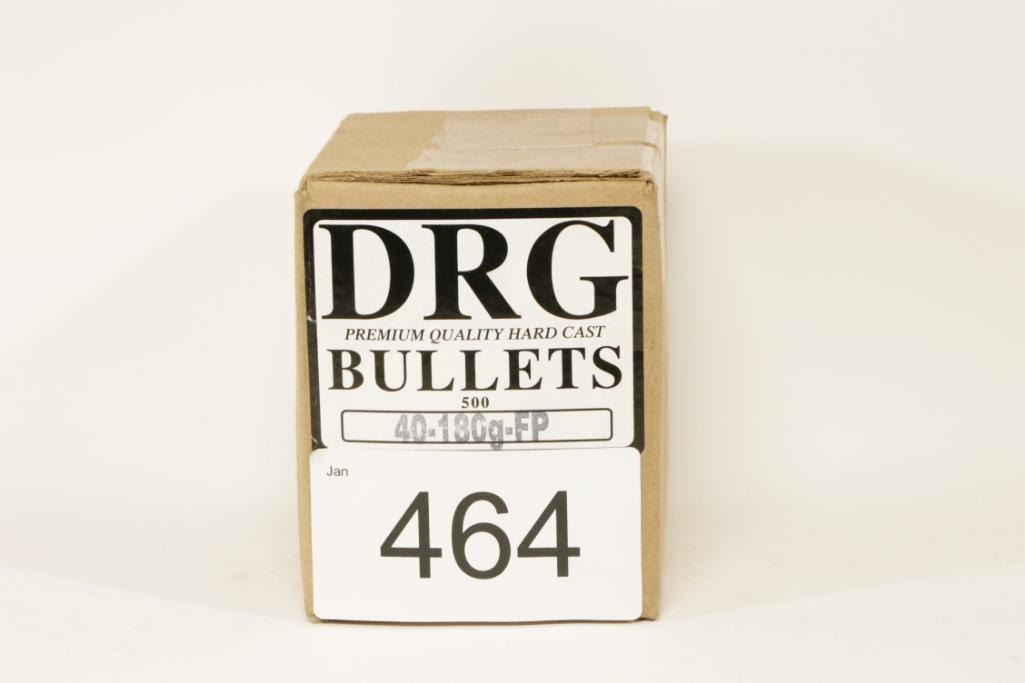 DRG
PREMIUM QUALITY HARD CAST
BULLETS
500
40-180g-FP
Jan
464